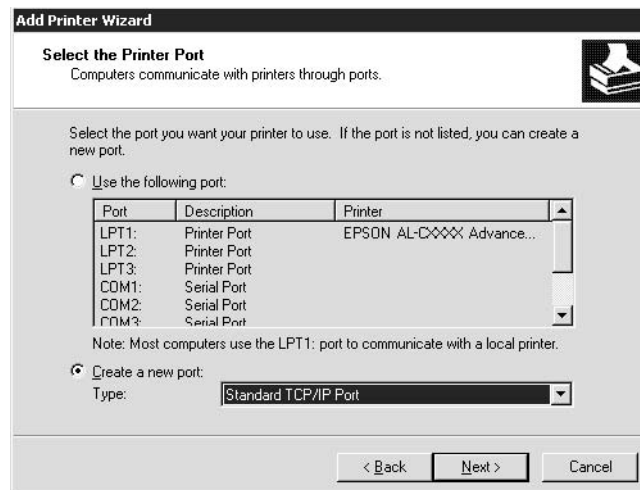 Add Printer Wizard
Select the Printer Port
Computers communicate with printers through ports.
Select the port you want your printer to use. If the port is not listed, you can create a
new port.
Use the following port:
Port Description Printer
LPT1: Printer Port EPSON AL-CXXXX Advance...
LPT2: Printer Port
LPT3: Printer Port
COM1: Serial Port
COM2: Serial Port
COM3: Serial Port
Note: Most computers use the LPT1: port to communicate with a local printer.
Create a new port:
Type: Standard TCP/IP Port
< Back Next > Cancel